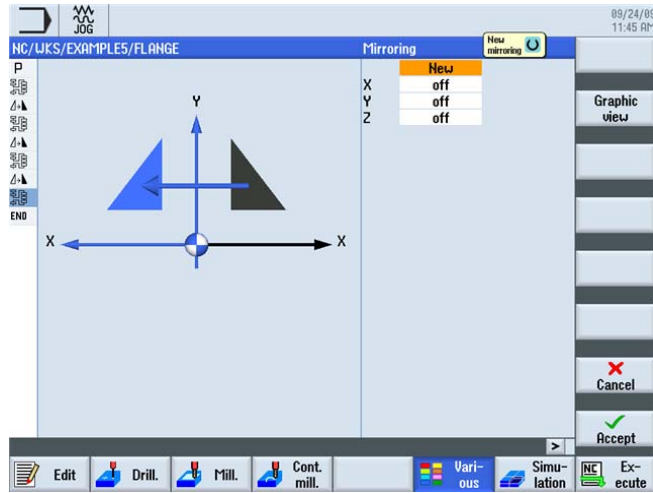 JOG
09/24/09
11:45 AM
NC/WKS/EXAMPLE5/FLANGE
Mirroring
New mirroring
P
New
X off
Y off
Z off
Graphic view
Y
END
X X
Cancel
Accept
>
Edit
Drill.
Mill.
Cont. mill.
Vari-ous
Simu-lation
NC Ex-ecute